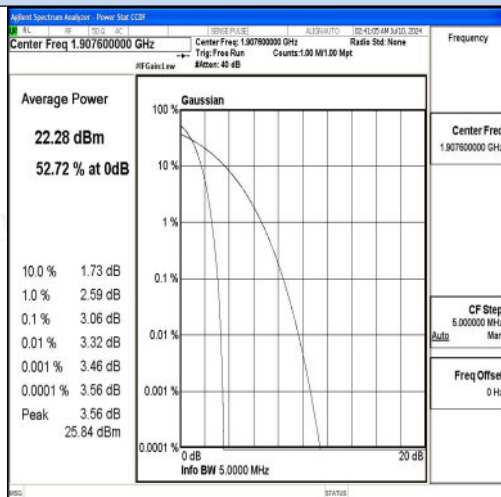 Agilent Spectrum Analyzer - Power Stat CCDF
RL RF 50 Ω AC SENSE:PULSE ALIGNAUTO 02:41:05 AM Jul 10, 2024
Center Freq 1.907600000 GHz
Center Freq: 1.907600000 GHz
Radio Std: None
Trig: Free Run
Counts:1.00 M/1.00 Mpt
#IFGain:Low
#Atten: 40 dB
Frequency
Average Power
22.28 dBm
52.72 % at 0dB
10.0 % 1.73 dB
1.0 % 2.59 dB
0.1 % 3.06 dB
0.01 % 3.32 dB
0.001 % 3.46 dB
0.0001 % 3.56 dB
Peak 3.56 dB
25.84 dBm
Gaussian
100 %
10 %
1 %
0.1 %
0.01 %
0.001 %
0.0001 %
0 dB
20 dB
Info BW 5.0000 MHz
Center Freq
1.907600000 GHz
CF Step
5.000000 MHz
Auto Man
Freq Offset
0 Hz
MSG
STATUS